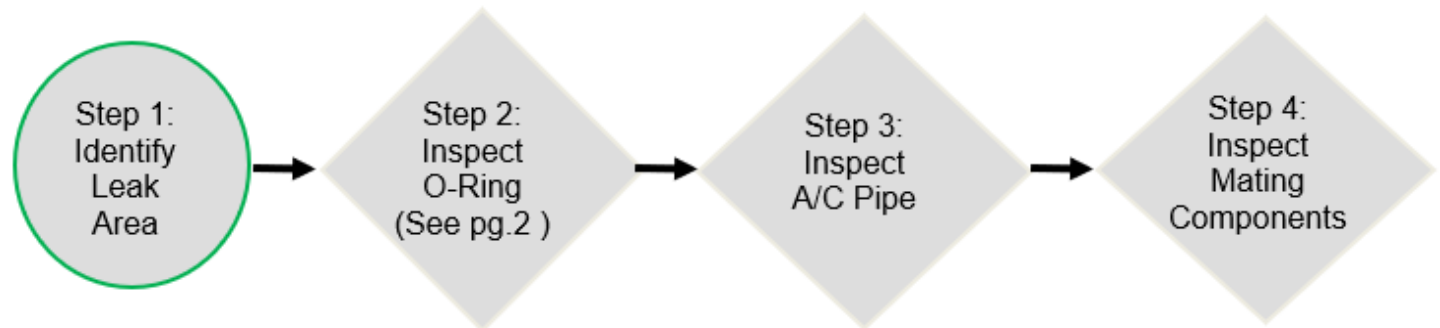 Step 1:
Identify
Leak
Area
Step 2:
Inspect
O-Ring
(See pg.2 )
Step 3:
Inspect
A/C Pipe
Step 4:
Inspect
Mating
Components